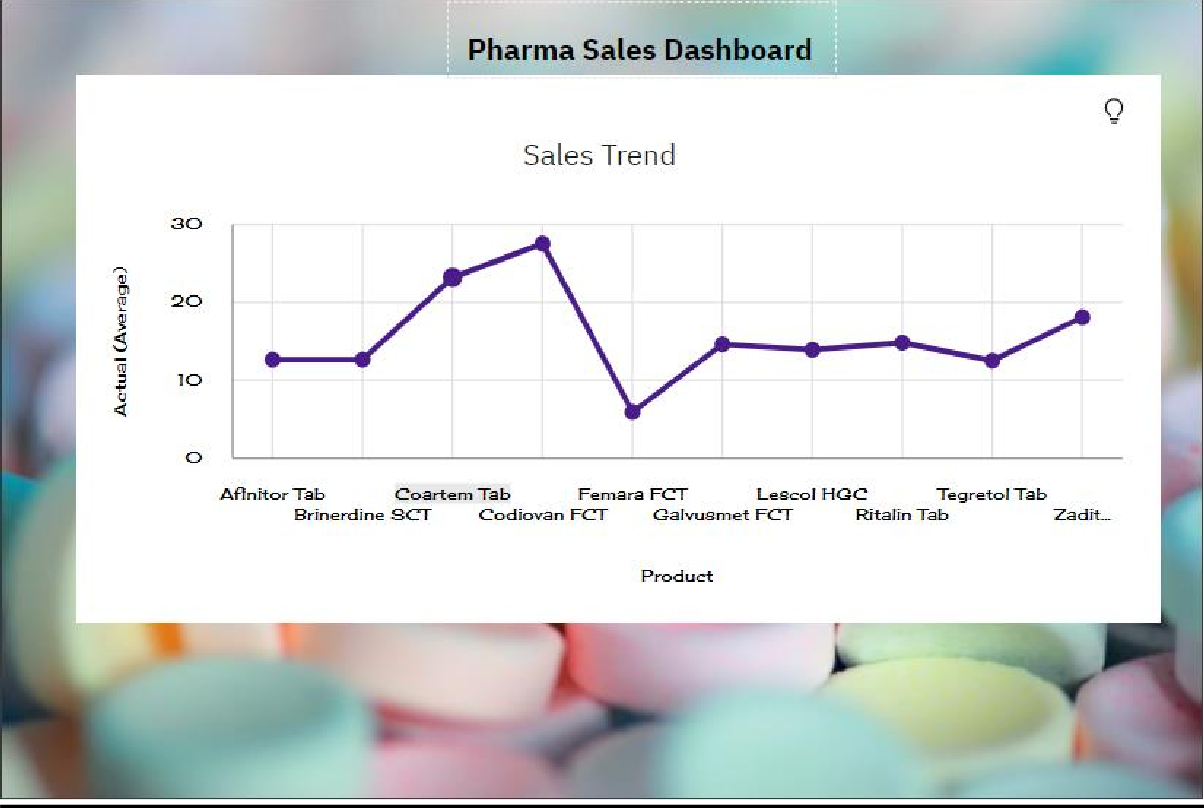 Pharma Sales Dashboard
Sales Trend
30
20
10
0
Actual (Average)
Afinitor Tab
Brinerdine SCT
Coartem Tab
Codiovan FCT
Femara FCT
Galvusmet FCT
Lescol HGC
Ritalin Tab
Tegretol Tab
Zadit...
Product